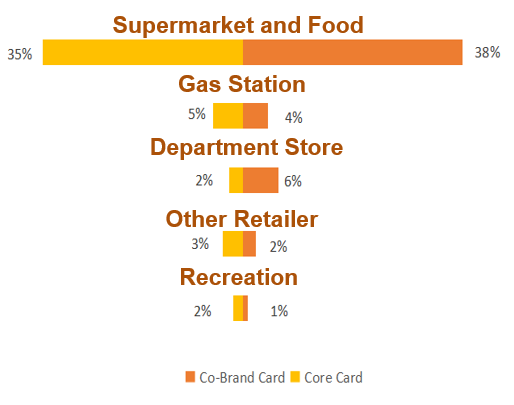 Supermarket and Food
35% 38%
Gas Station
5% 4%
Department Store
2% 6%
Other Retailer
3% 2%
Recreation
2% 1%
Co-Brand Card Core Card